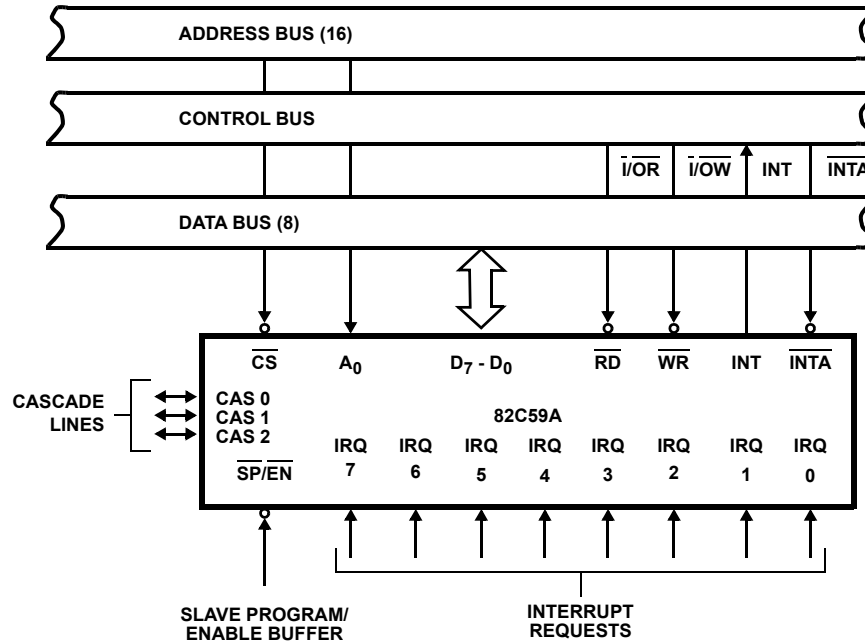 ADDRESS BUS (16)
CONTROL BUS
I/OR I/OW INT INTA
DATA BUS (8)
CS A0 D7 - D0 RD WR INT INTA
CASCADE LINES
CAS 0
CAS 1
CAS 2
82C59A
SP/EN
IRQ 7
IRQ 6
IRQ 5
IRQ 4
IRQ 3
IRQ 2
IRQ 1
IRQ 0
SLAVE PROGRAM/
ENABLE BUFFER
INTERRUPT
REQUESTS